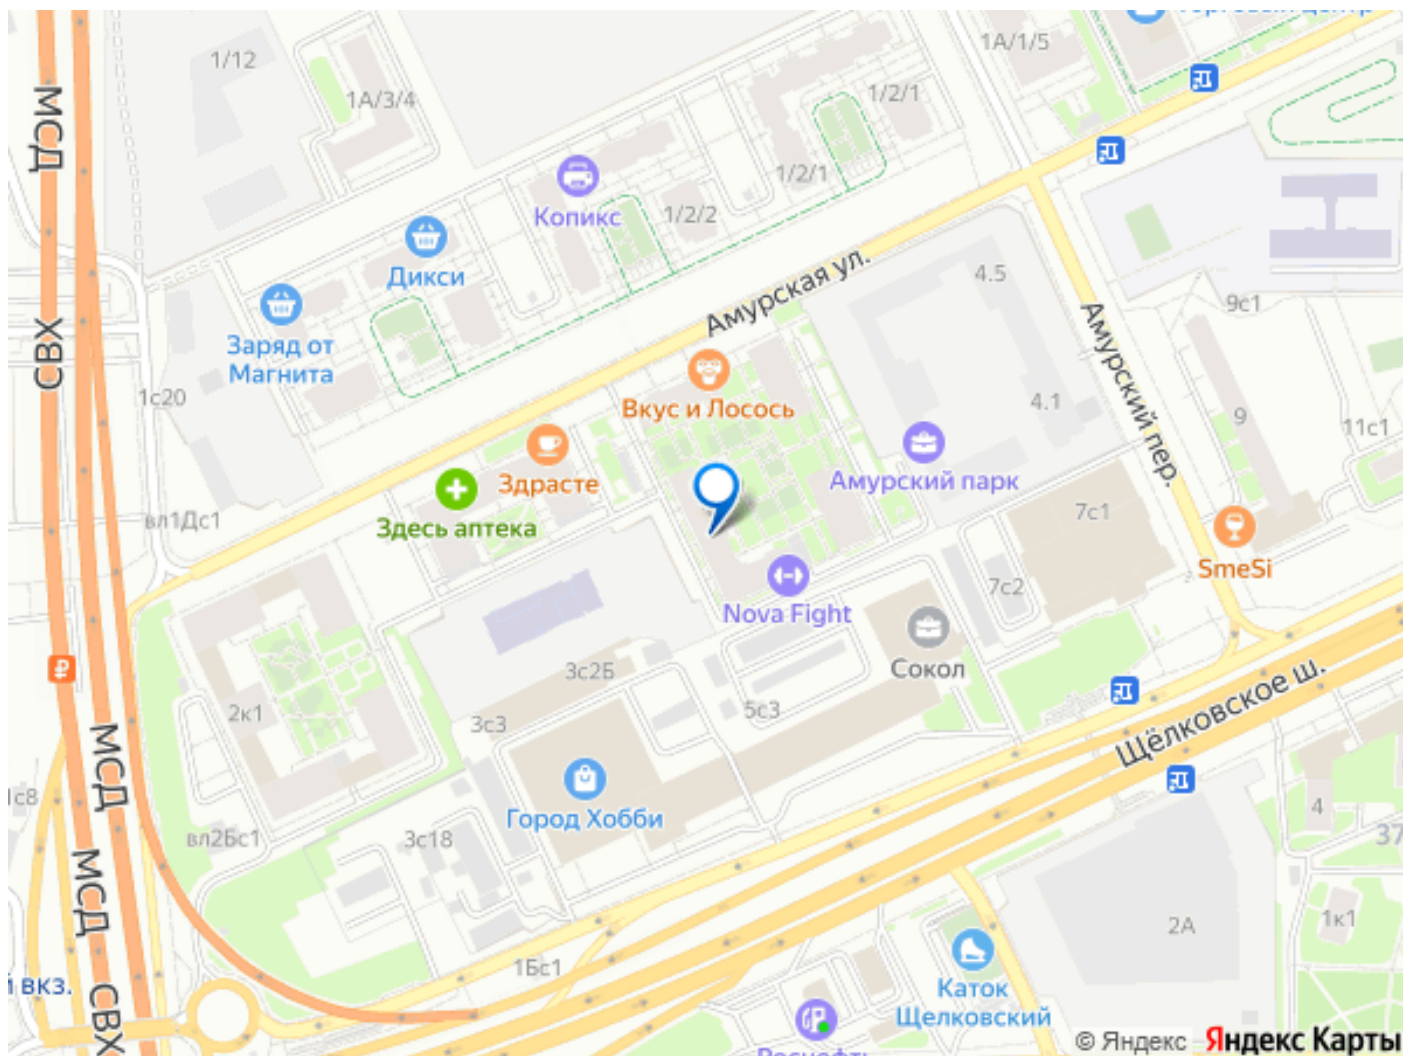 1/12
1А/3/4
1А/1/5
1/2/1
1/2/1
1/2/2
МСД
Копикс
Дикси
Заряд от
Магнита
Амурская ул.
4.5
9с1
СВХ
1с20
Вкус и Лосось
4.1
Амурский пер.
9
11с1
Здрасте
Амурский парк
Здесь аптека
вл1Дс1
7с1
SmeSi
Nova Fight
7с2
3с2Б
Сокол
2к1
3с3
5с3
Щёлковское ш.
МСД
1с8
вл2Бс1
3с18
Город Хобби
4
37
МСД
2А
1к1
1Бс1
й вкз.
СВХ
Каток
Щелковский
© Яндекс Яндекс Карты